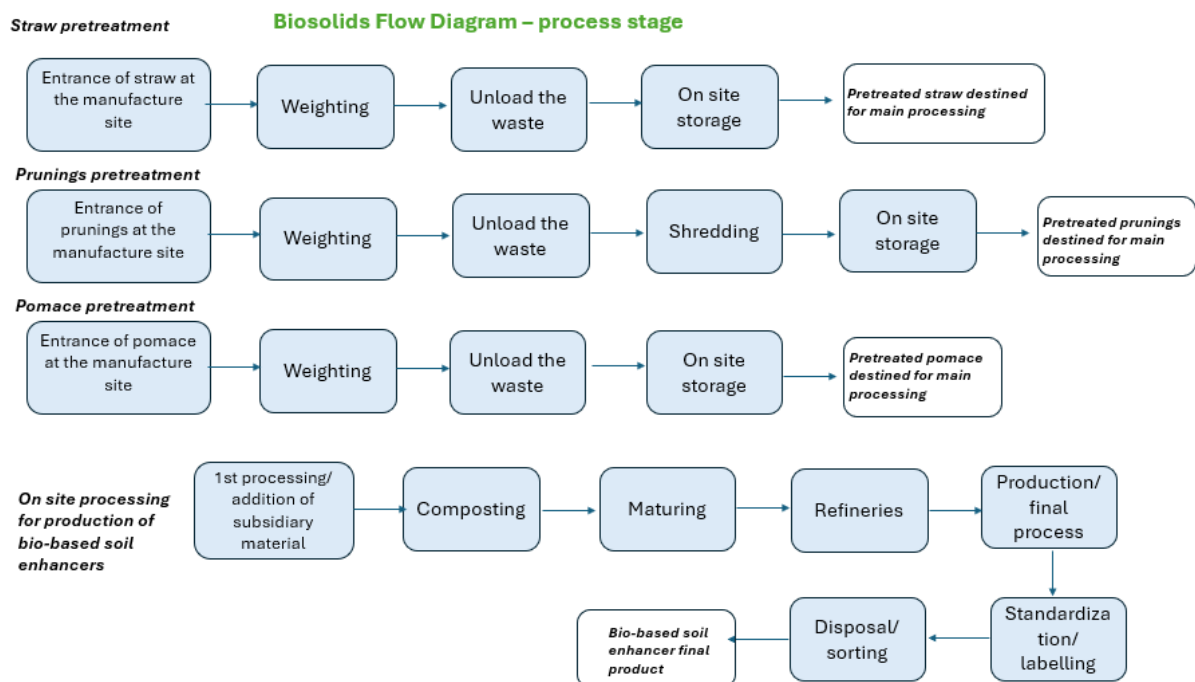 Straw pretreatment
Biosolids Flow Diagram – process stage
Entrance of straw at
the manufacture
site
Weighting
Unload the
waste
On site
storage
Pretreated straw destined
for main processing
Prunings pretreatment
Entrance of
prunings at the
manufacture site
Weighting
Unload the
waste
Shredding
On site
storage
Pretreated prunings
destined for main
processing
Pomace pretreatment
Entrance of pomace
at the manufacture
site
Weighting
Unload the
waste
On site
storage
Pretreated pomace
destined for main
processing
On site processing
for production of
bio-based soil
enhancers
1st processing/
addition of
subsidiary
material
Composting
Maturing
Refineries
Production/
final
process
Standardiza
tion/
labelling
Disposal/
sorting
Bio-based soil
enhancer final
product